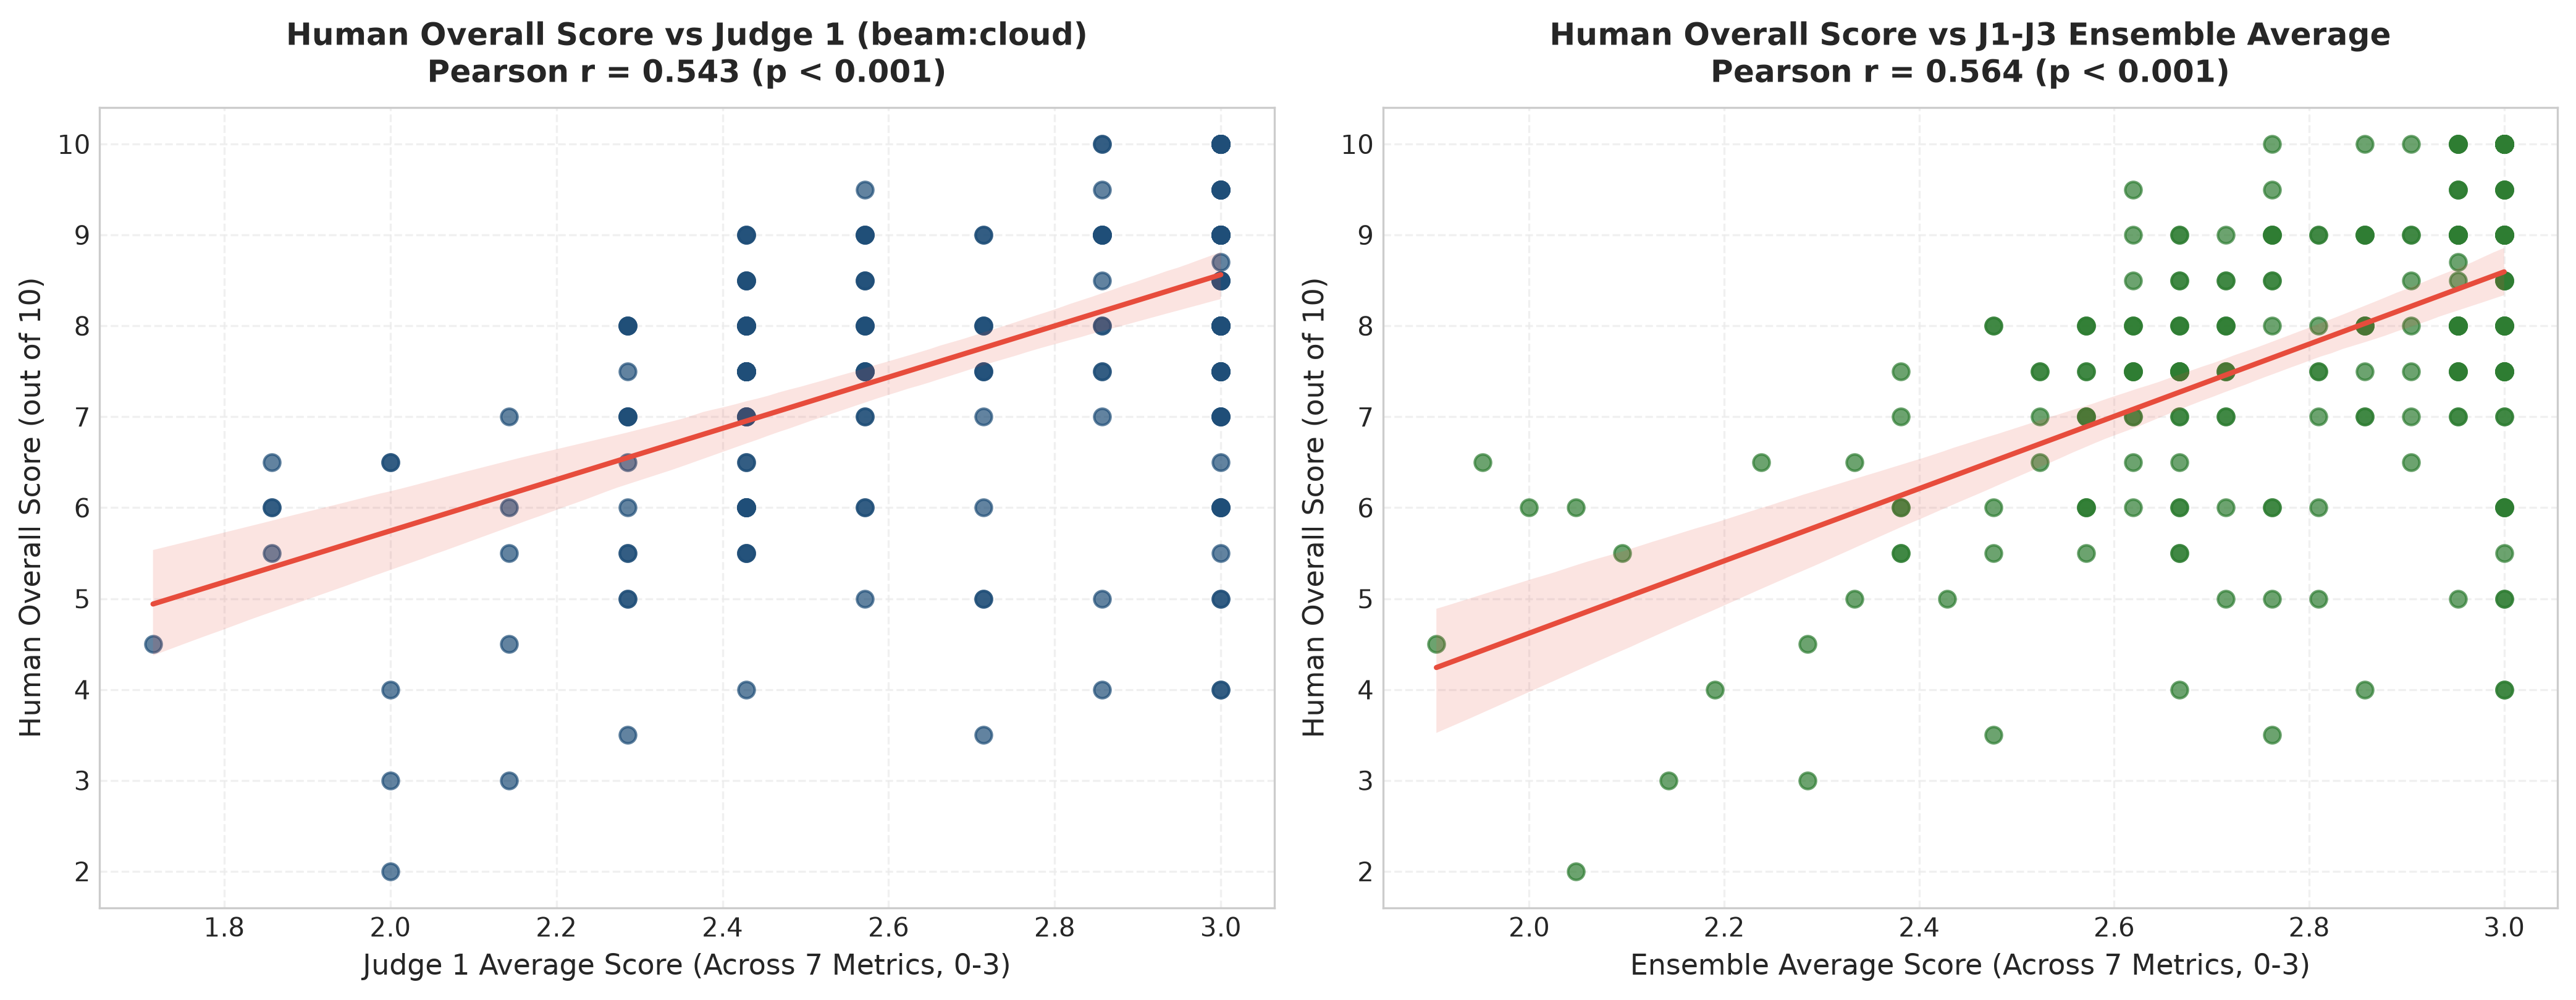 Human Overall Score vs Judge 1 (beam:cloud)
Pearson r = 0.543 (p < 0.001)
10
9
8
7
6
5
4
3
2
Human Overall Score (out of 10)
1.8 2.0 2.2 2.4 2.6 2.8 3.0
Judge 1 Average Score (Across 7 Metrics, 0-3)
Human Overall Score vs J1-J3 Ensemble Average
Pearson r = 0.564 (p < 0.001)
10
9
8
7
6
5
4
3
2
Human Overall Score (out of 10)
2.0 2.2 2.4 2.6 2.8 3.0
Ensemble Average Score (Across 7 Metrics, 0-3)